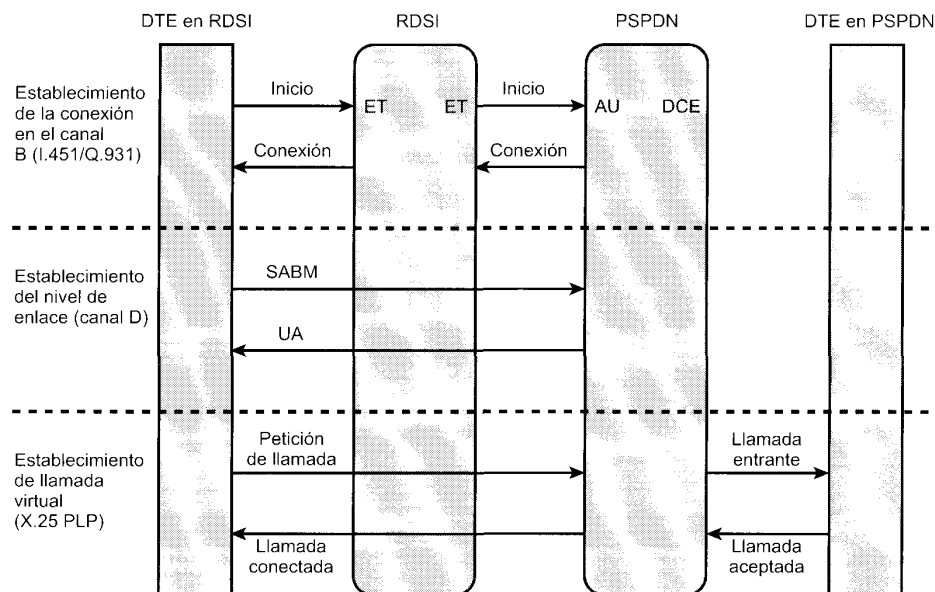 DTE en RDSI
RDSI
PSPDN
DTE en PSPDN
Establecimiento
de la conexión
en el canal
B (I.451/Q.931)
Inicio
ET
ET
Inicio
AU
DCE
Conexión
Conexión
Establecimiento
del nivel de
enlace (canal D)
SABM
UA
Establecimiento
de llamada
virtual
(X.25 PLP)
Petición
de llamada
Llamada
entrante
Llamada
conectada
Llamada
aceptada